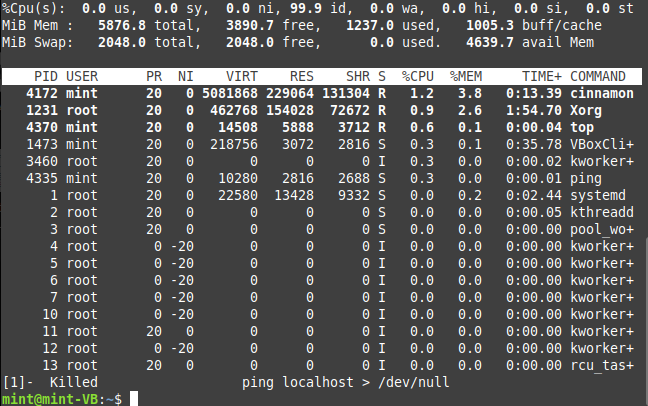 %Cpu(s):  0.0 us,  0.0 sy,  0.0 ni, 99.9 id,  0.0 wa,  0.0 hi,  0.0 si,  0.0 st
MiB Mem :   5876.8 total,   3890.7 free,   1237.0 used,   1005.3 buff/cache
MiB Swap:   2048.0 total,   2048.0 free,      0.0 used.   4639.7 avail Mem
PID USER      PR  NI    VIRT    RES    SHR S  %CPU  %MEM     TIME+ COMMAND
4172 mint      20   0 5081868 229064 131304 R   1.2   3.8   0:13.39 cinnamon
1231 root      20   0  462768 154028  72672 R   0.9   2.6   1:54.70 Xorg
4370 mint      20   0   14508   5888   3712 R   0.6   0.1   0:00.04 top
1473 mint      20   0  218756   3072   2816 S   0.3   0.1   0:35.78 VBoxCli+
3460 root      20   0       0      0      0 I   0.3   0.0   0:00.02 kworker+
4335 mint      20   0   10280   2816   2688 S   0.3   0.0   0:00.01 ping
1 root      20   0   22580  13428   9332 S   0.0   0.2   0:02.44 systemd
2 root      20   0       0      0      0 S   0.0   0.0   0:00.05 kthreadd
3 root      20   0       0      0      0 S   0.0   0.0   0:00.00 pool_wo+
4 root       0 -20       0      0      0 I   0.0   0.0   0:00.00 kworker+
5 root       0 -20       0      0      0 I   0.0   0.0   0:00.00 kworker+
6 root       0 -20       0      0      0 I   0.0   0.0   0:00.00 kworker+
7 root       0 -20       0      0      0 I   0.0   0.0   0:00.00 kworker+
10 root       0 -20       0      0      0 I   0.0   0.0   0:00.00 kworker+
11 root      20   0       0      0      0 I   0.0   0.0   0:00.00 kworker+
12 root       0 -20       0      0      0 I   0.0   0.0   0:00.00 kworker+
13 root      20   0       0      0      0 I   0.0   0.0   0:00.00 rcu_tas+
[1]-  Killed                  ping localhost > /dev/null
mint@mint-VB:~$